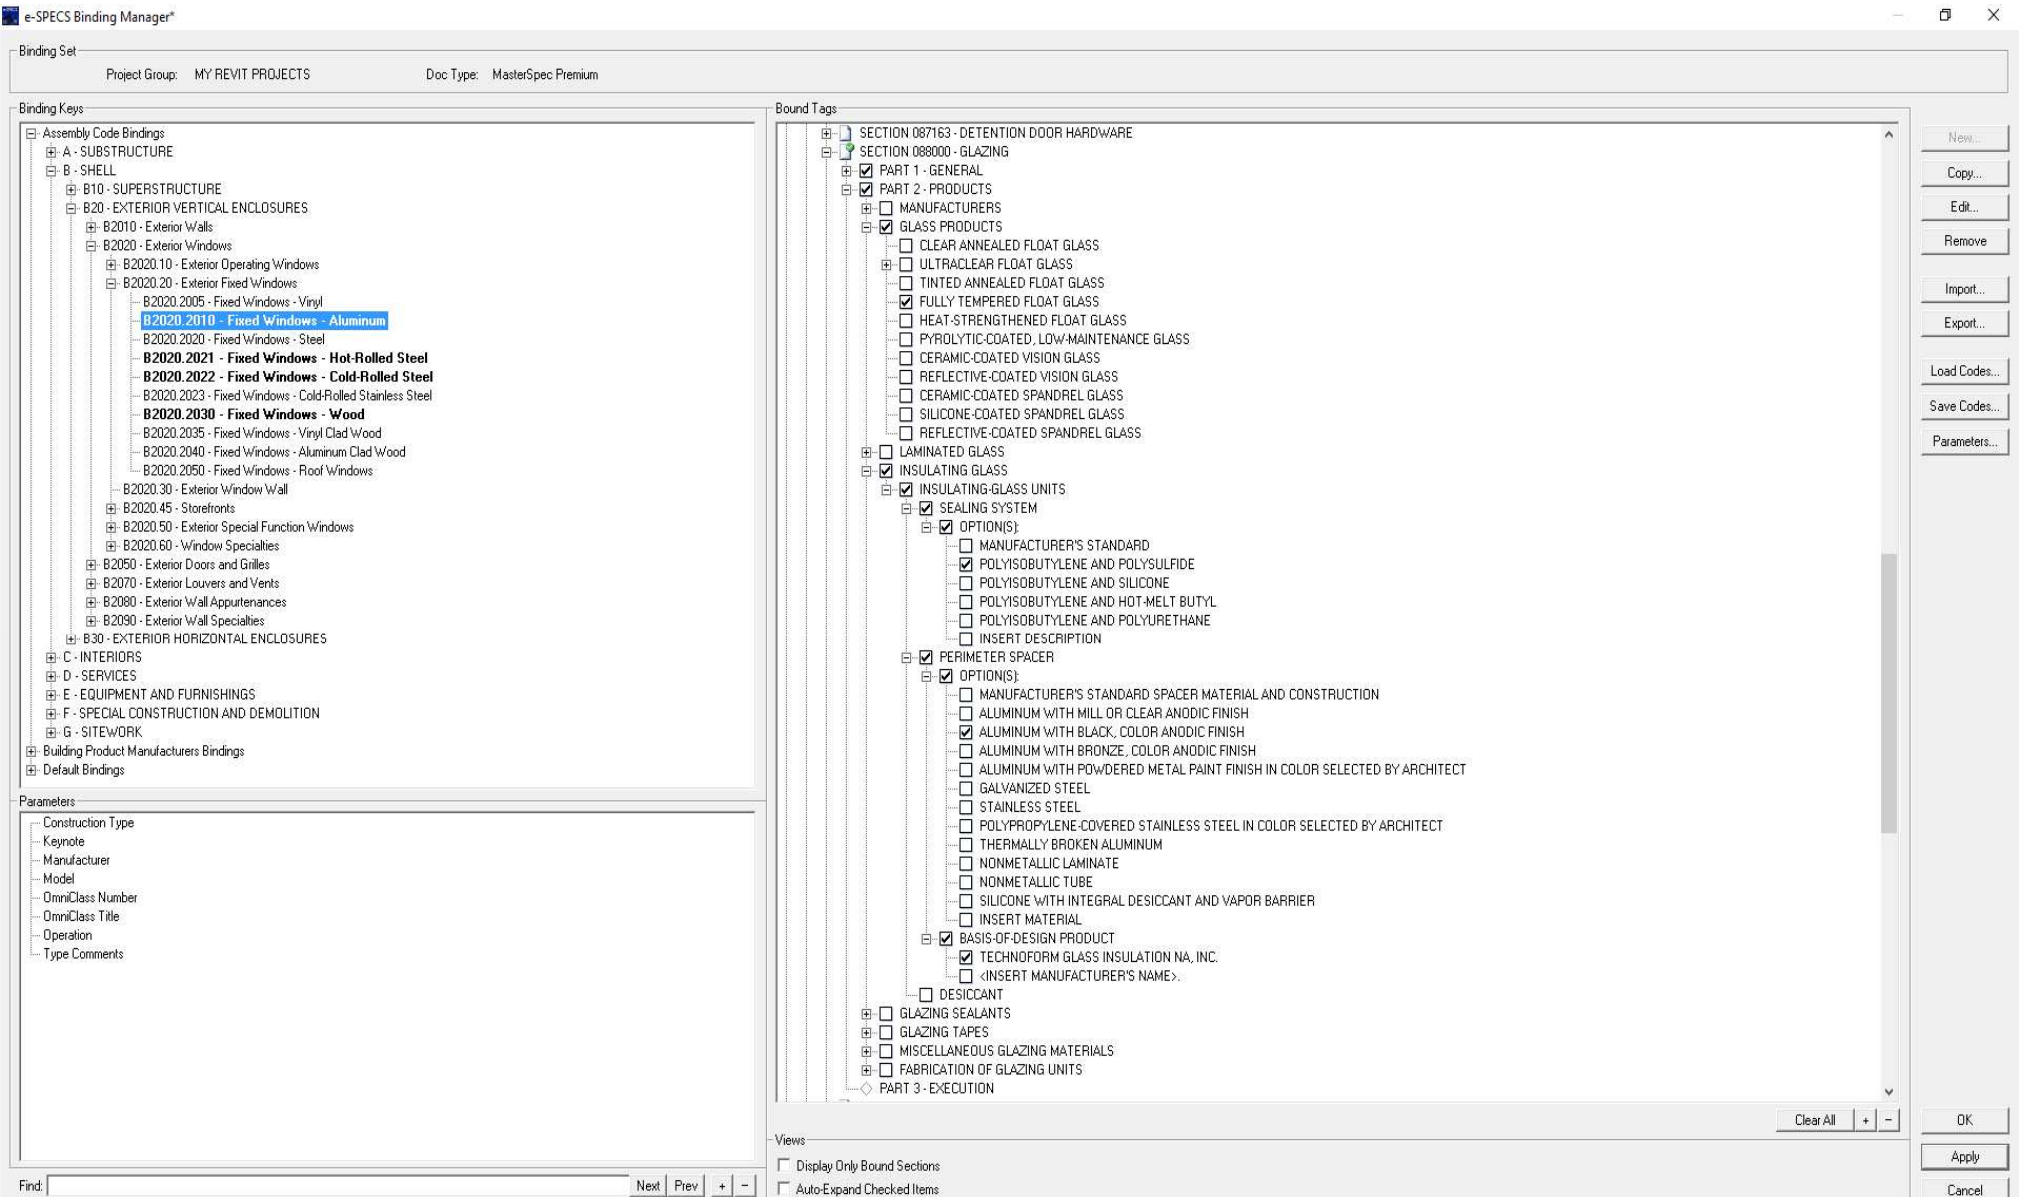 e-SPECS Binding Manager*
Binding Set
Project Group: MY REVIT PROJECTS Doc Type: MasterSpec Premium
Binding Keys
Assembly Code Bindings
A - SUBSTRUCTURE
B - SHELL
B10 - SUPERSTRUCTURE
B20 - EXTERIOR VERTICAL ENCLOSURES
B2010 - Exterior Walls
B2020 - Exterior Windows
B2020.10 - Exterior Operating Windows
B2020.20 - Exterior Fixed Windows
B2020.2005 - Fixed Windows - Vinyl
B2020.2010 - Fixed Windows - Aluminum
B2020.2020 - Fixed Windows - Steel
B2020.2021 - Fixed Windows - Hot-Rolled Steel
B2020.2022 - Fixed Windows - Cold-Rolled Steel
B2020.2023 - Fixed Windows - Cold-Rolled Stainless Steel
B2020.2030 - Fixed Windows - Wood
B2020.2035 - Fixed Windows - Vinyl Clad Wood
B2020.2040 - Fixed Windows - Aluminum Clad Wood
B2020.2050 - Fixed Windows - Roof Windows
B2020.30 - Exterior Window Wall
B2020.45 - Storefronts
B2020.50 - Exterior Special Function Windows
B2020.60 - Window Specialties
B2050 - Exterior Doors and Grilles
B2070 - Exterior Louvers and Vents
B2080 - Exterior Wall Appurtenances
B2090 - Exterior Wall Specialties
B30 - EXTERIOR HORIZONTAL ENCLOSURES
C - INTERIORS
D - SERVICES
E - EQUIPMENT AND FURNISHINGS
F - SPECIAL CONSTRUCTION AND DEMOLITION
G - SITEWORK
Building Product Manufacturers Bindings
Default Bindings
Parameters
Construction Type
Keynote
Manufacturer
Model
OmniClass Number
OmniClass Title
Operation
Type Comments
Find: Next Prev + -
Bound Tags
SECTION 087163 - DETENTION DOOR HARDWARE
SECTION 088000 - GLAZING
PART 1 - GENERAL
PART 2 - PRODUCTS
MANUFACTURERS
GLASS PRODUCTS
CLEAR ANNEALED FLOAT GLASS
ULTRACLEAR FLOAT GLASS
TINTED ANNEALED FLOAT GLASS
FULLY TEMPERED FLOAT GLASS
HEAT-STRENGTHENED FLOAT GLASS
PYROLYTIC-COATED, LOW-MAINTENANCE GLASS
CERAMIC-COATED VISION GLASS
REFLECTIVE-COATED VISION GLASS
CERAMIC-COATED SPANDREL GLASS
SILICONE-COATED SPANDREL GLASS
REFLECTIVE-COATED SPANDREL GLASS
LAMINATED GLASS
INSULATING GLASS
INSULATING-GLASS UNITS
SEALING SYSTEM
OPTION(S):
MANUFACTURER'S STANDARD
POLYISOBUTYLENE AND POLYSULFIDE
POLYISOBUTYLENE AND SILICONE
POLYISOBUTYLENE AND HOT-MELT BUTYL
POLYISOBUTYLENE AND POLYURETHANE
INSERT DESCRIPTION
PERIMETER SPACER
OPTION(S):
MANUFACTURER'S STANDARD SPACER MATERIAL AND CONSTRUCTION
ALUMINUM WITH MILL OR CLEAR ANODIC FINISH
ALUMINUM WITH BLACK, COLOR ANODIC FINISH
ALUMINUM WITH BRONZE, COLOR ANODIC FINISH
ALUMINUM WITH POWDERED METAL PAINT FINISH IN COLOR SELECTED BY ARCHITECT
GALVANIZED STEEL
STAINLESS STEEL
POLYPROPYLENE-COVERED STAINLESS STEEL IN COLOR SELECTED BY ARCHITECT
THERMALLY BROKEN ALUMINUM
NONMETALLIC LAMINATE
NONMETALLIC TUBE
SILICONE WITH INTEGRAL DESICCANT AND VAPOR BARRIER
INSERT MATERIAL
BASIS-OF-DESIGN PRODUCT
TECHNOFORM GLASS INSULATION NA, INC.
<INSERT MANUFACTURER'S NAME>.
DESICCANT
GLAZING SEALANTS
GLAZING TAPES
MISCELLANEOUS GLAZING MATERIALS
FABRICATION OF GLAZING UNITS
PART 3 - EXECUTION
Clear All + -
Views
Display Only Bound Sections
Auto-Expand Checked Items
New...
Copy...
Edit...
Remove
Import...
Export...
Load Codes...
Save Codes...
Parameters...
OK
Apply
Cancel